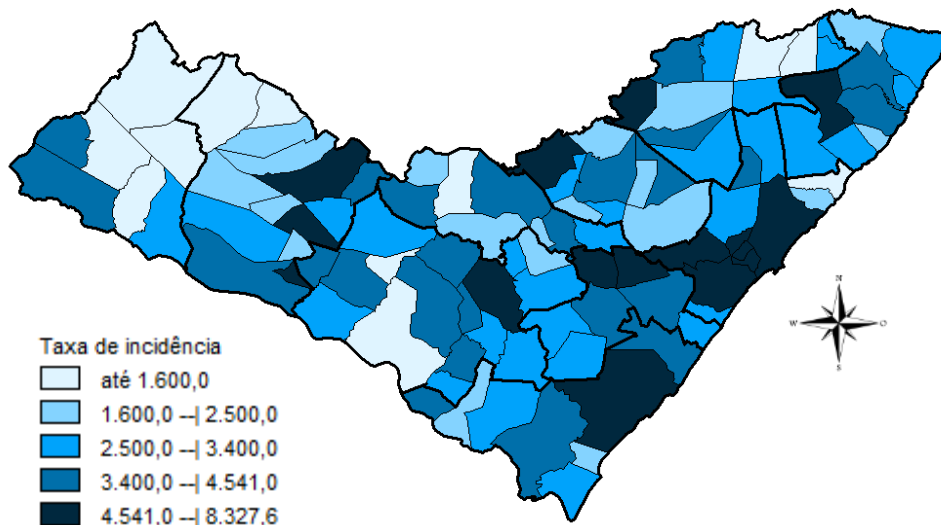 N
W
O
S
Taxa de incidência
até 1.600,0
1.600,0 --| 2.500,0
2.500,0 --| 3.400,0
3.400,0 --| 4.541,0
4.541,0 --| 8.327,6